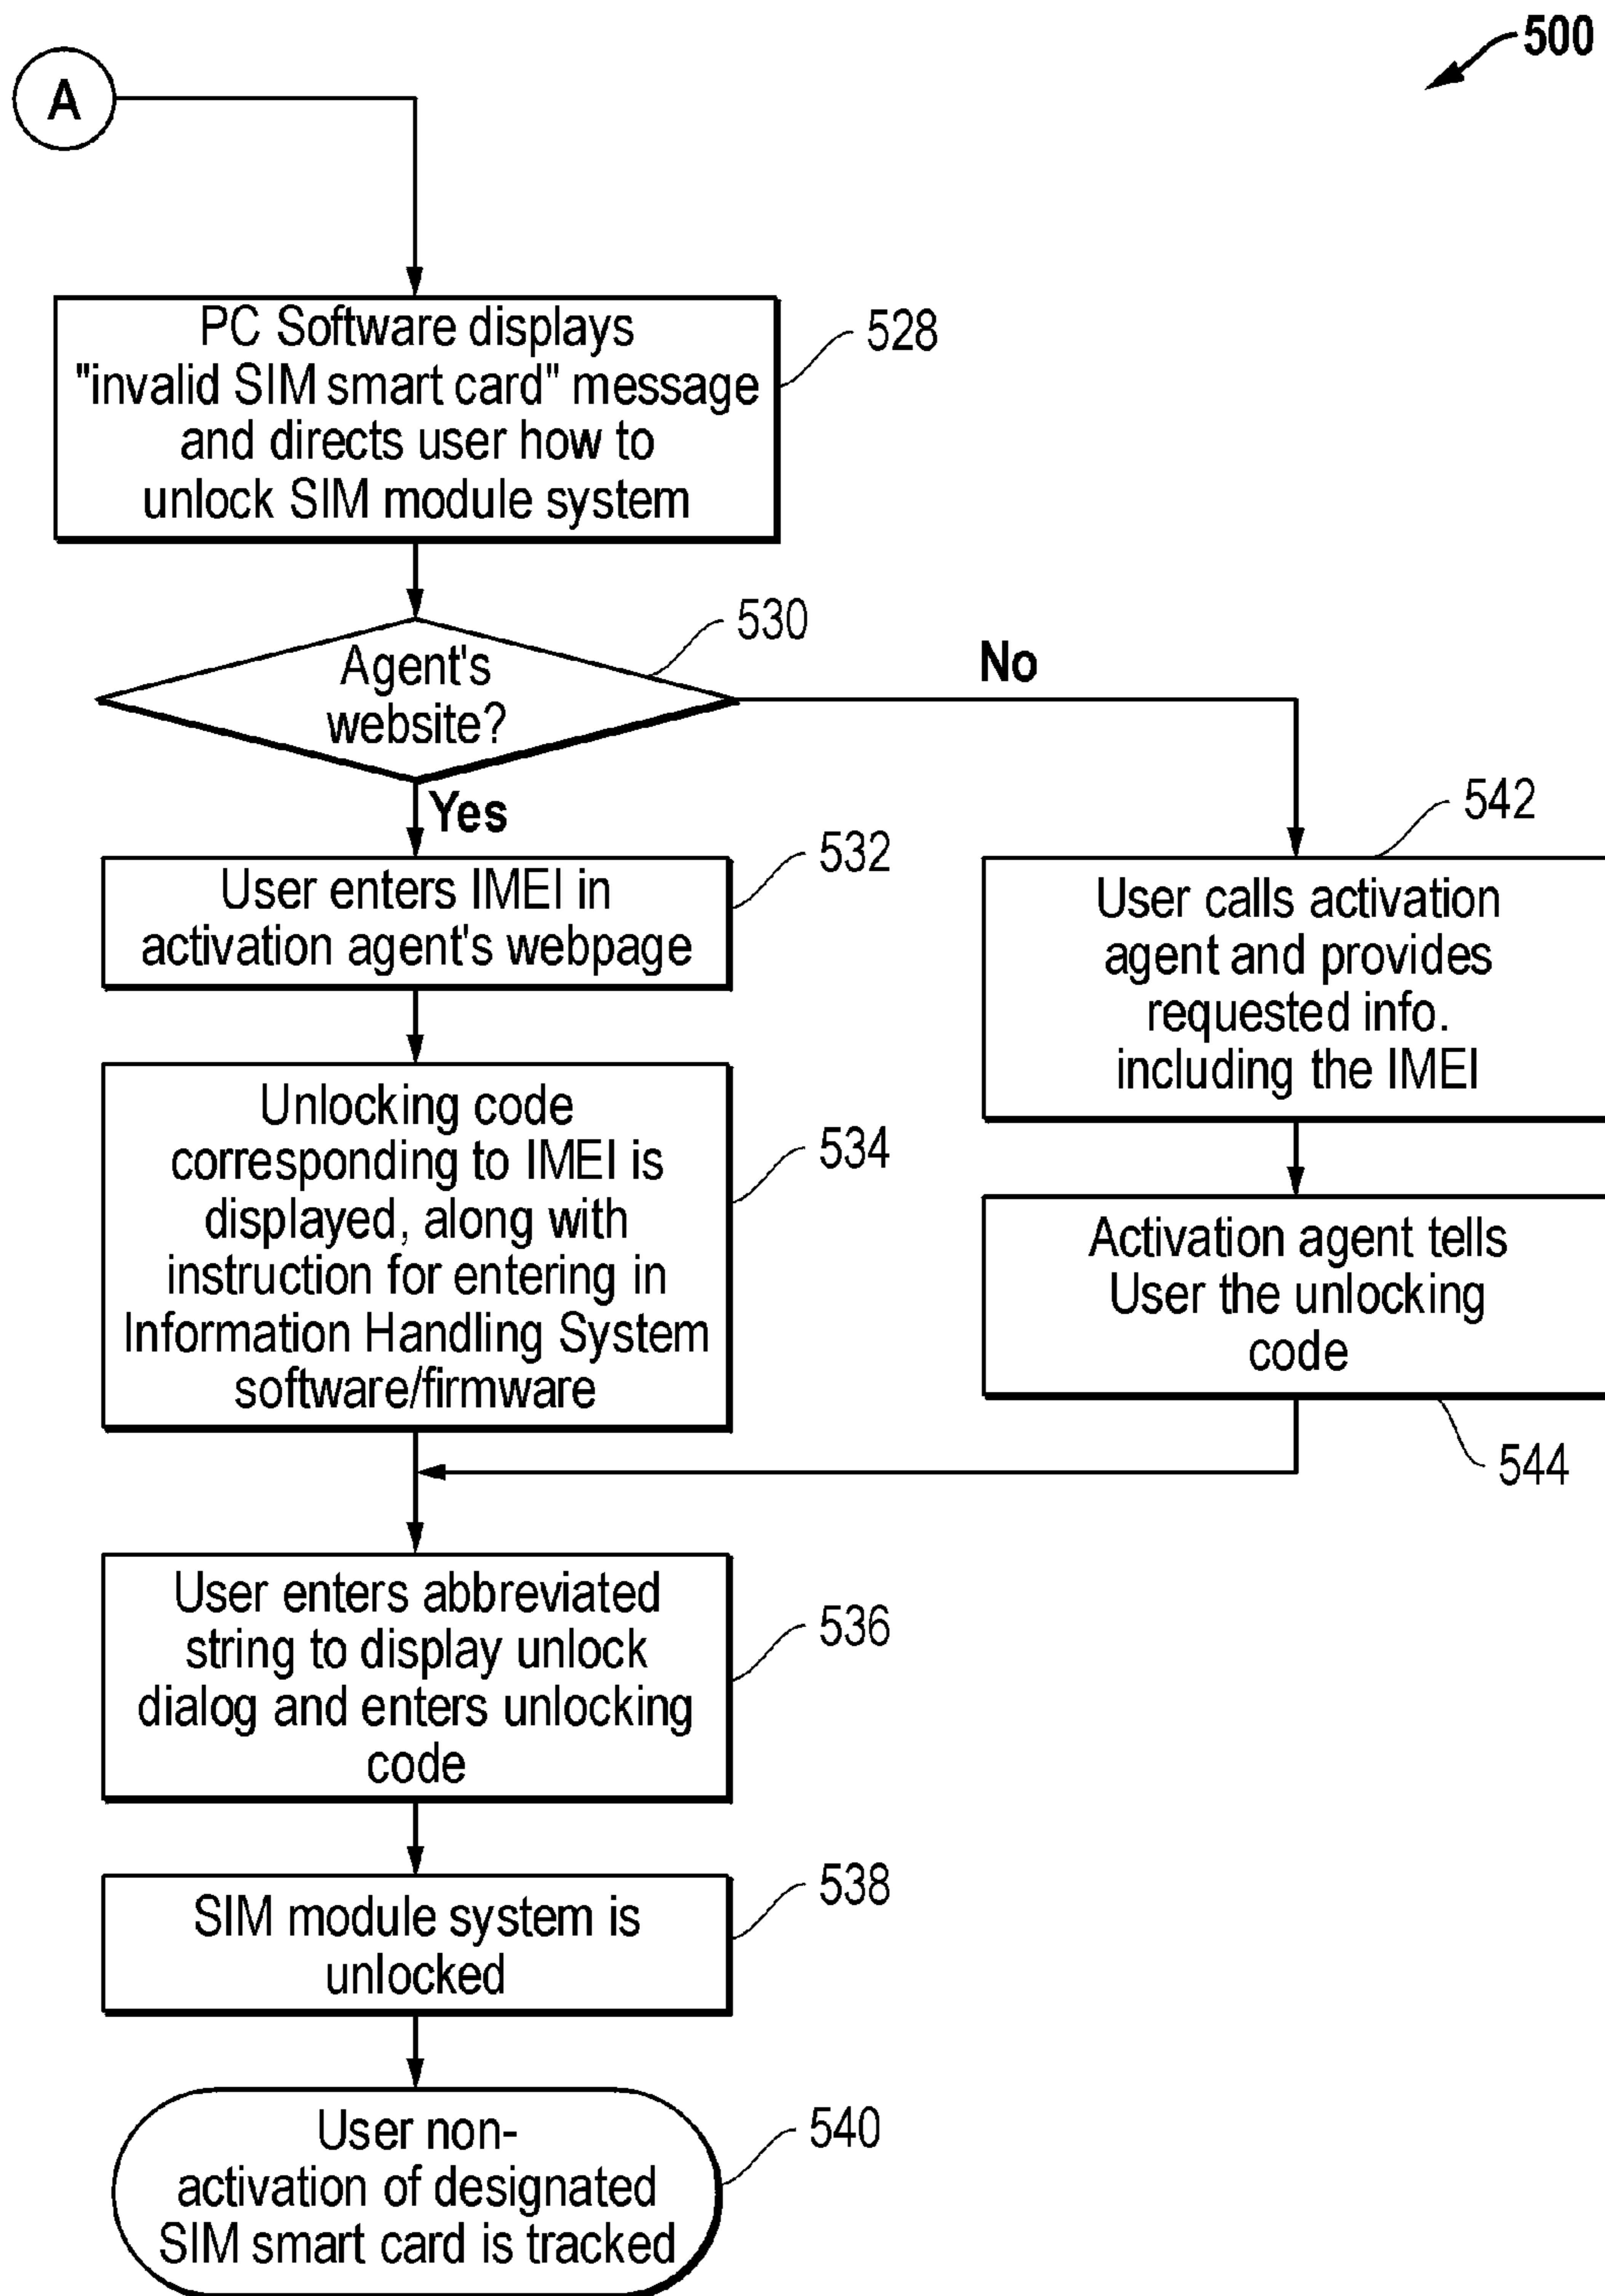 500
A
PC Software displays
"invalid SIM smart card" message
and directs user how to
unlock SIM module system
528
Agent's
website?
530
No
Yes
User enters IMEI in
activation agent's webpage
532
User calls activation
agent and provides
requested info.
including the IMEI
542
Unlocking code
corresponding to IMEI is
displayed, along with
instruction for entering in
Information Handling System
software/firmware
534
Activation agent tells
User the unlocking
code
544
User enters abbreviated
string to display unlock
dialog and enters unlocking
code
536
SIM module system is
unlocked
538
User non-
activation of designated
SIM smart card is tracked
540